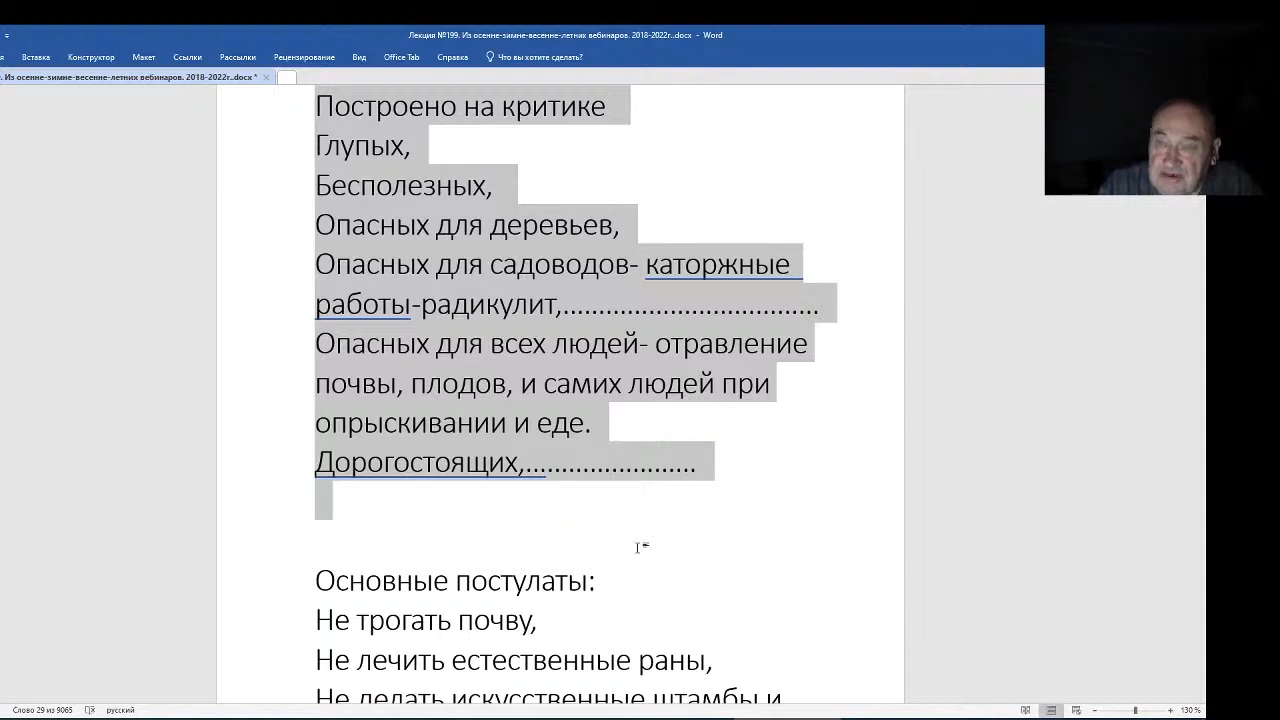 Лекция №199. Из осенне-зимне-весенне-летних вебинаров. 2018-2022г..docx - Word
Вставка Конструктор Макет Ссылки Рассылки Рецензирование Вид Office Tab Справка Что вы хотите сделать?
. Из осенне-зимне-весенне-летних вебинаров. 2018-2022г..docx *
Построено на критике
Глупых,
Бесполезных,
Опасных для деревьев,
Опасных для садоводов- каторжные
работы-радикулит,....................................
Опасных для всех людей- отравление
почвы, плодов, и самих людей при
опрыскивании и еде.
Дорогостоящих,........................
Основные постулаты:
Не трогать почву,
Не лечить естественные раны,
Не делать искусственные штамбы и
Слово 29 из 9065 русский 130 %